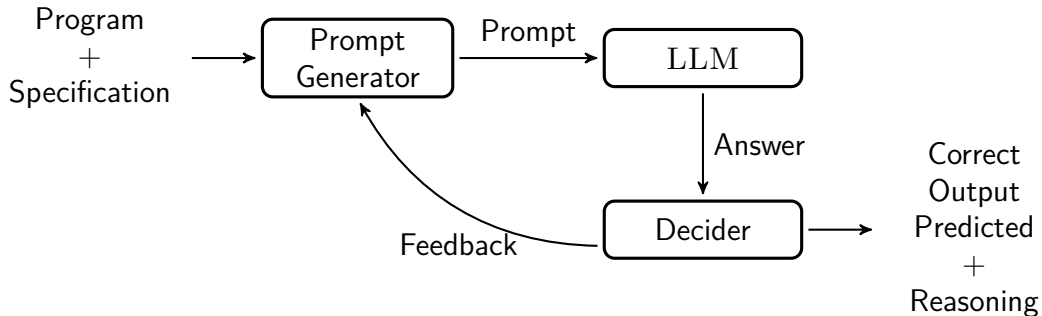 Program
+
Specification
Prompt
Generator
Prompt
LLM
Answer
Feedback
Decider
Correct
Output
Predicted
+
Reasoning